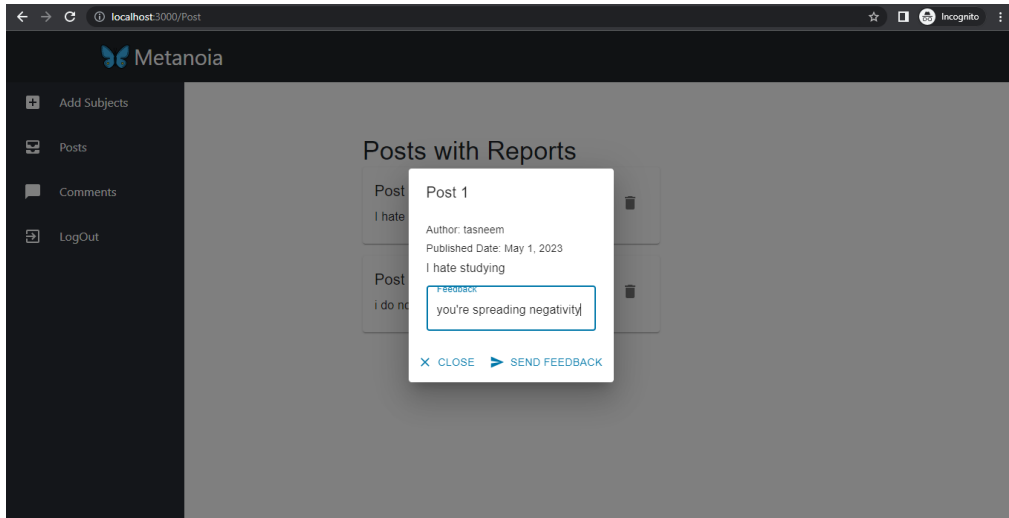 localhost:3000/Post
Incognito
Metanoia
Add Subjects
Posts
Comments
LogOut
Posts with Reports
Post
I hate
Post
i do no
Post 1
Author: tasneem
Published Date: May 1, 2023
I hate studying
Feedback
you're spreading negativity
CLOSE
SEND FEEDBACK